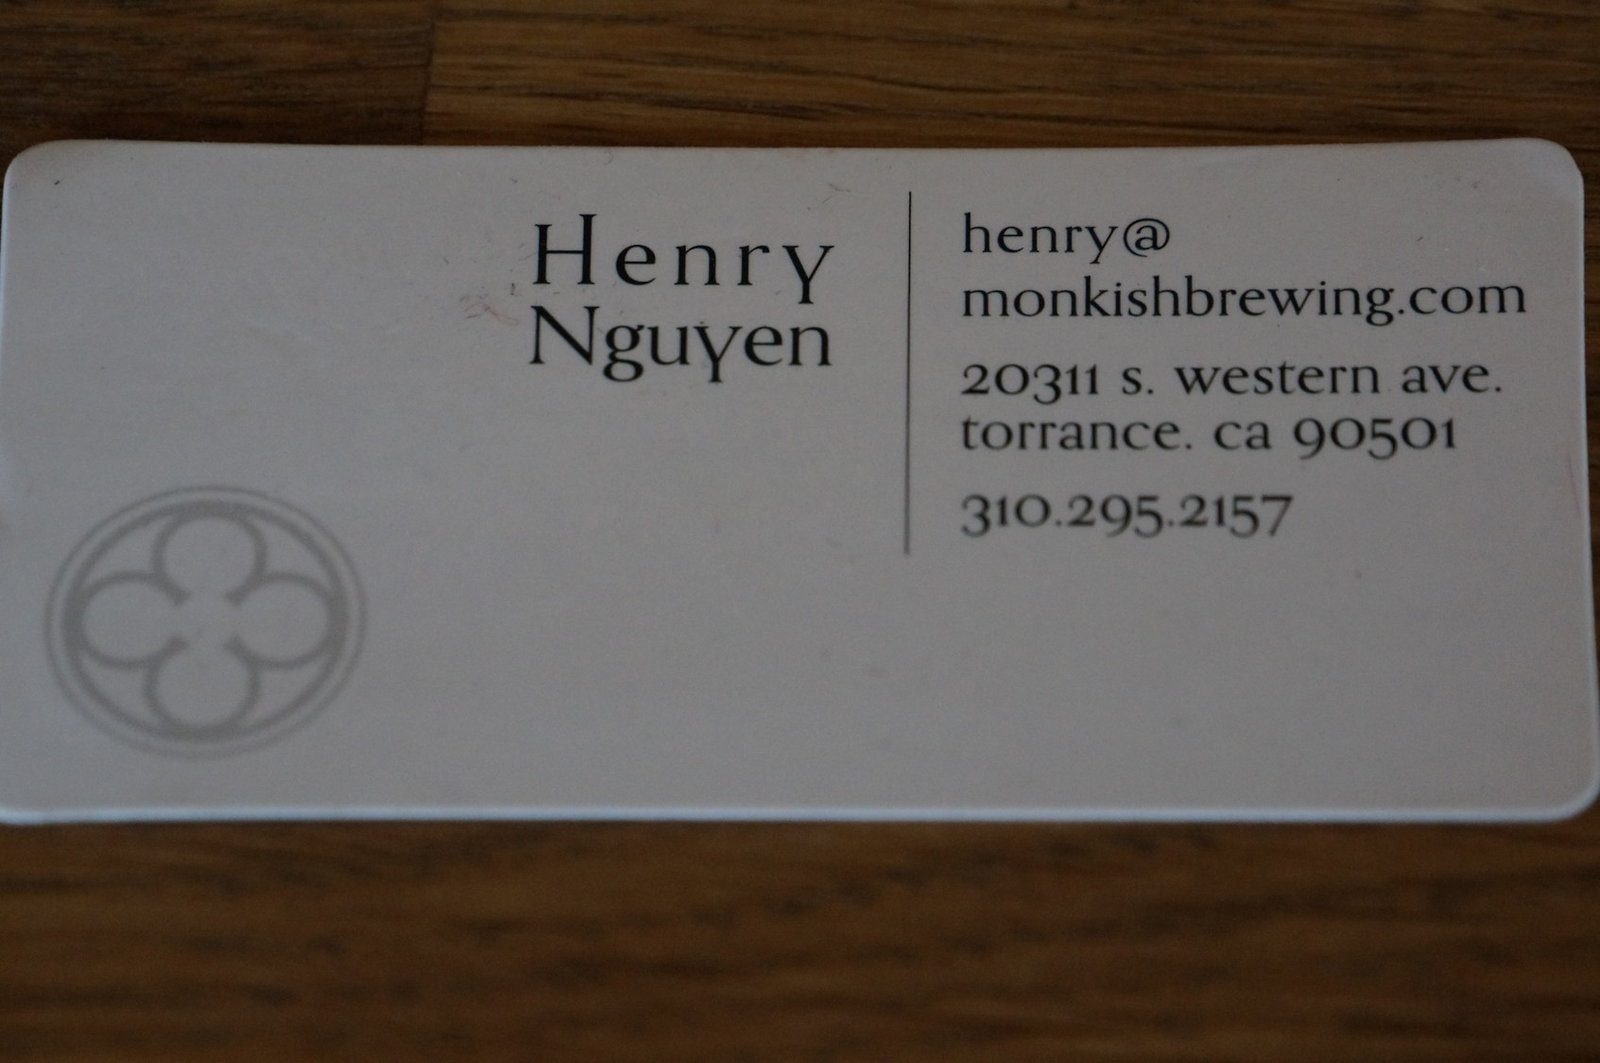 Henry
Nguyen
henry@
monkishbrewing.com
20311 s. western ave.
torrance. ca 90501
310.295.2157